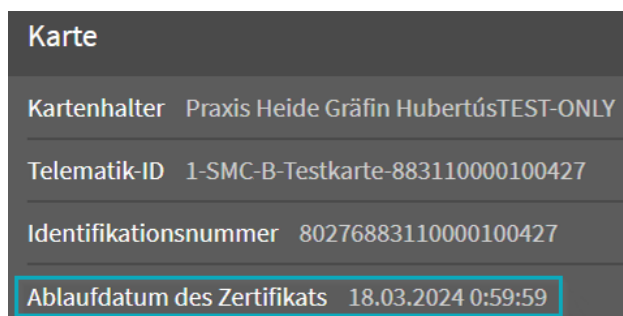 Karte
Kartenhalter Praxis Heide Gräfin HubertúsTEST-ONLY
Telematik-ID 1-SMC-B-Testkarte-883110000100427
Identifikationsnummer 80276883110000100427
Ablaufdatum des Zertifikats 18.03.2024 0:59:59